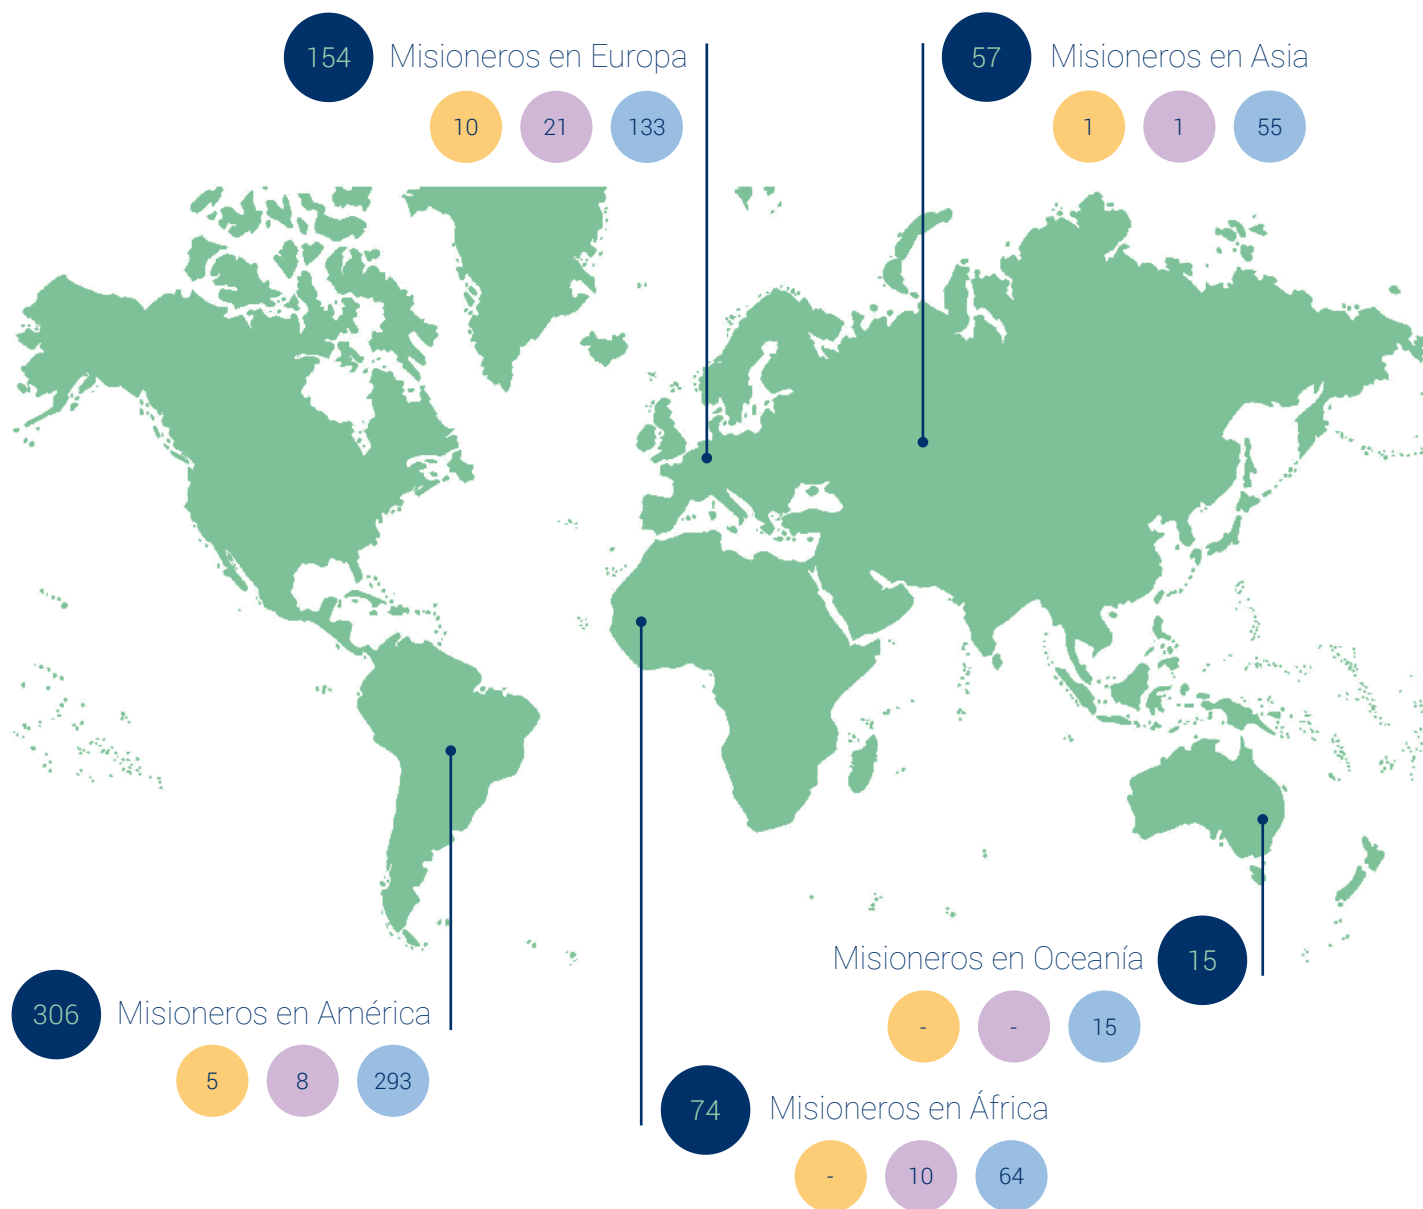 154 Misioneros en Europa
10 21 133
57 Misioneros en Asia
1 1 55
Misioneros en Oceanía 15
- - 15
306 Misioneros en América
5 8 293
74 Misioneros en África
- 10 64